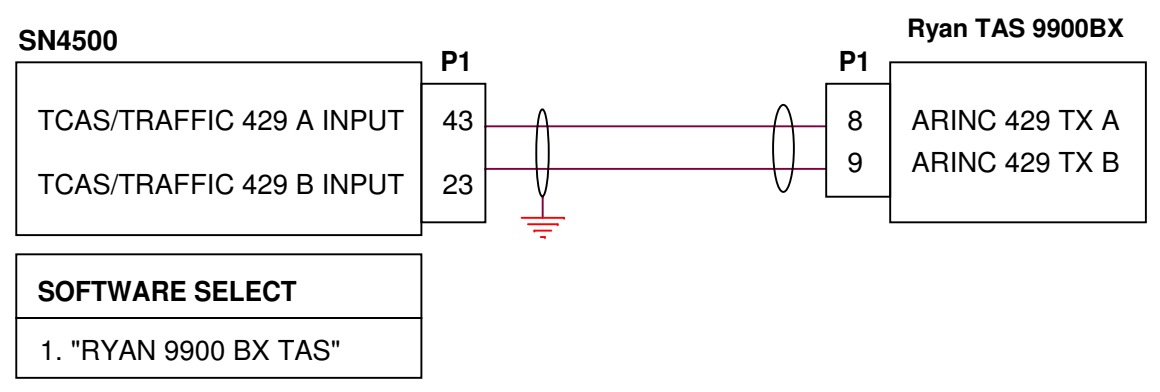 SN4500
Ryan TAS 9900BX
P1
P1
TCAS/TRAFFIC 429 A INPUT 43
8 ARINC 429 TX A
9 ARINC 429 TX B
TCAS/TRAFFIC 429 B INPUT 23
SOFTWARE SELECT
1. "RYAN 9900 BX TAS"